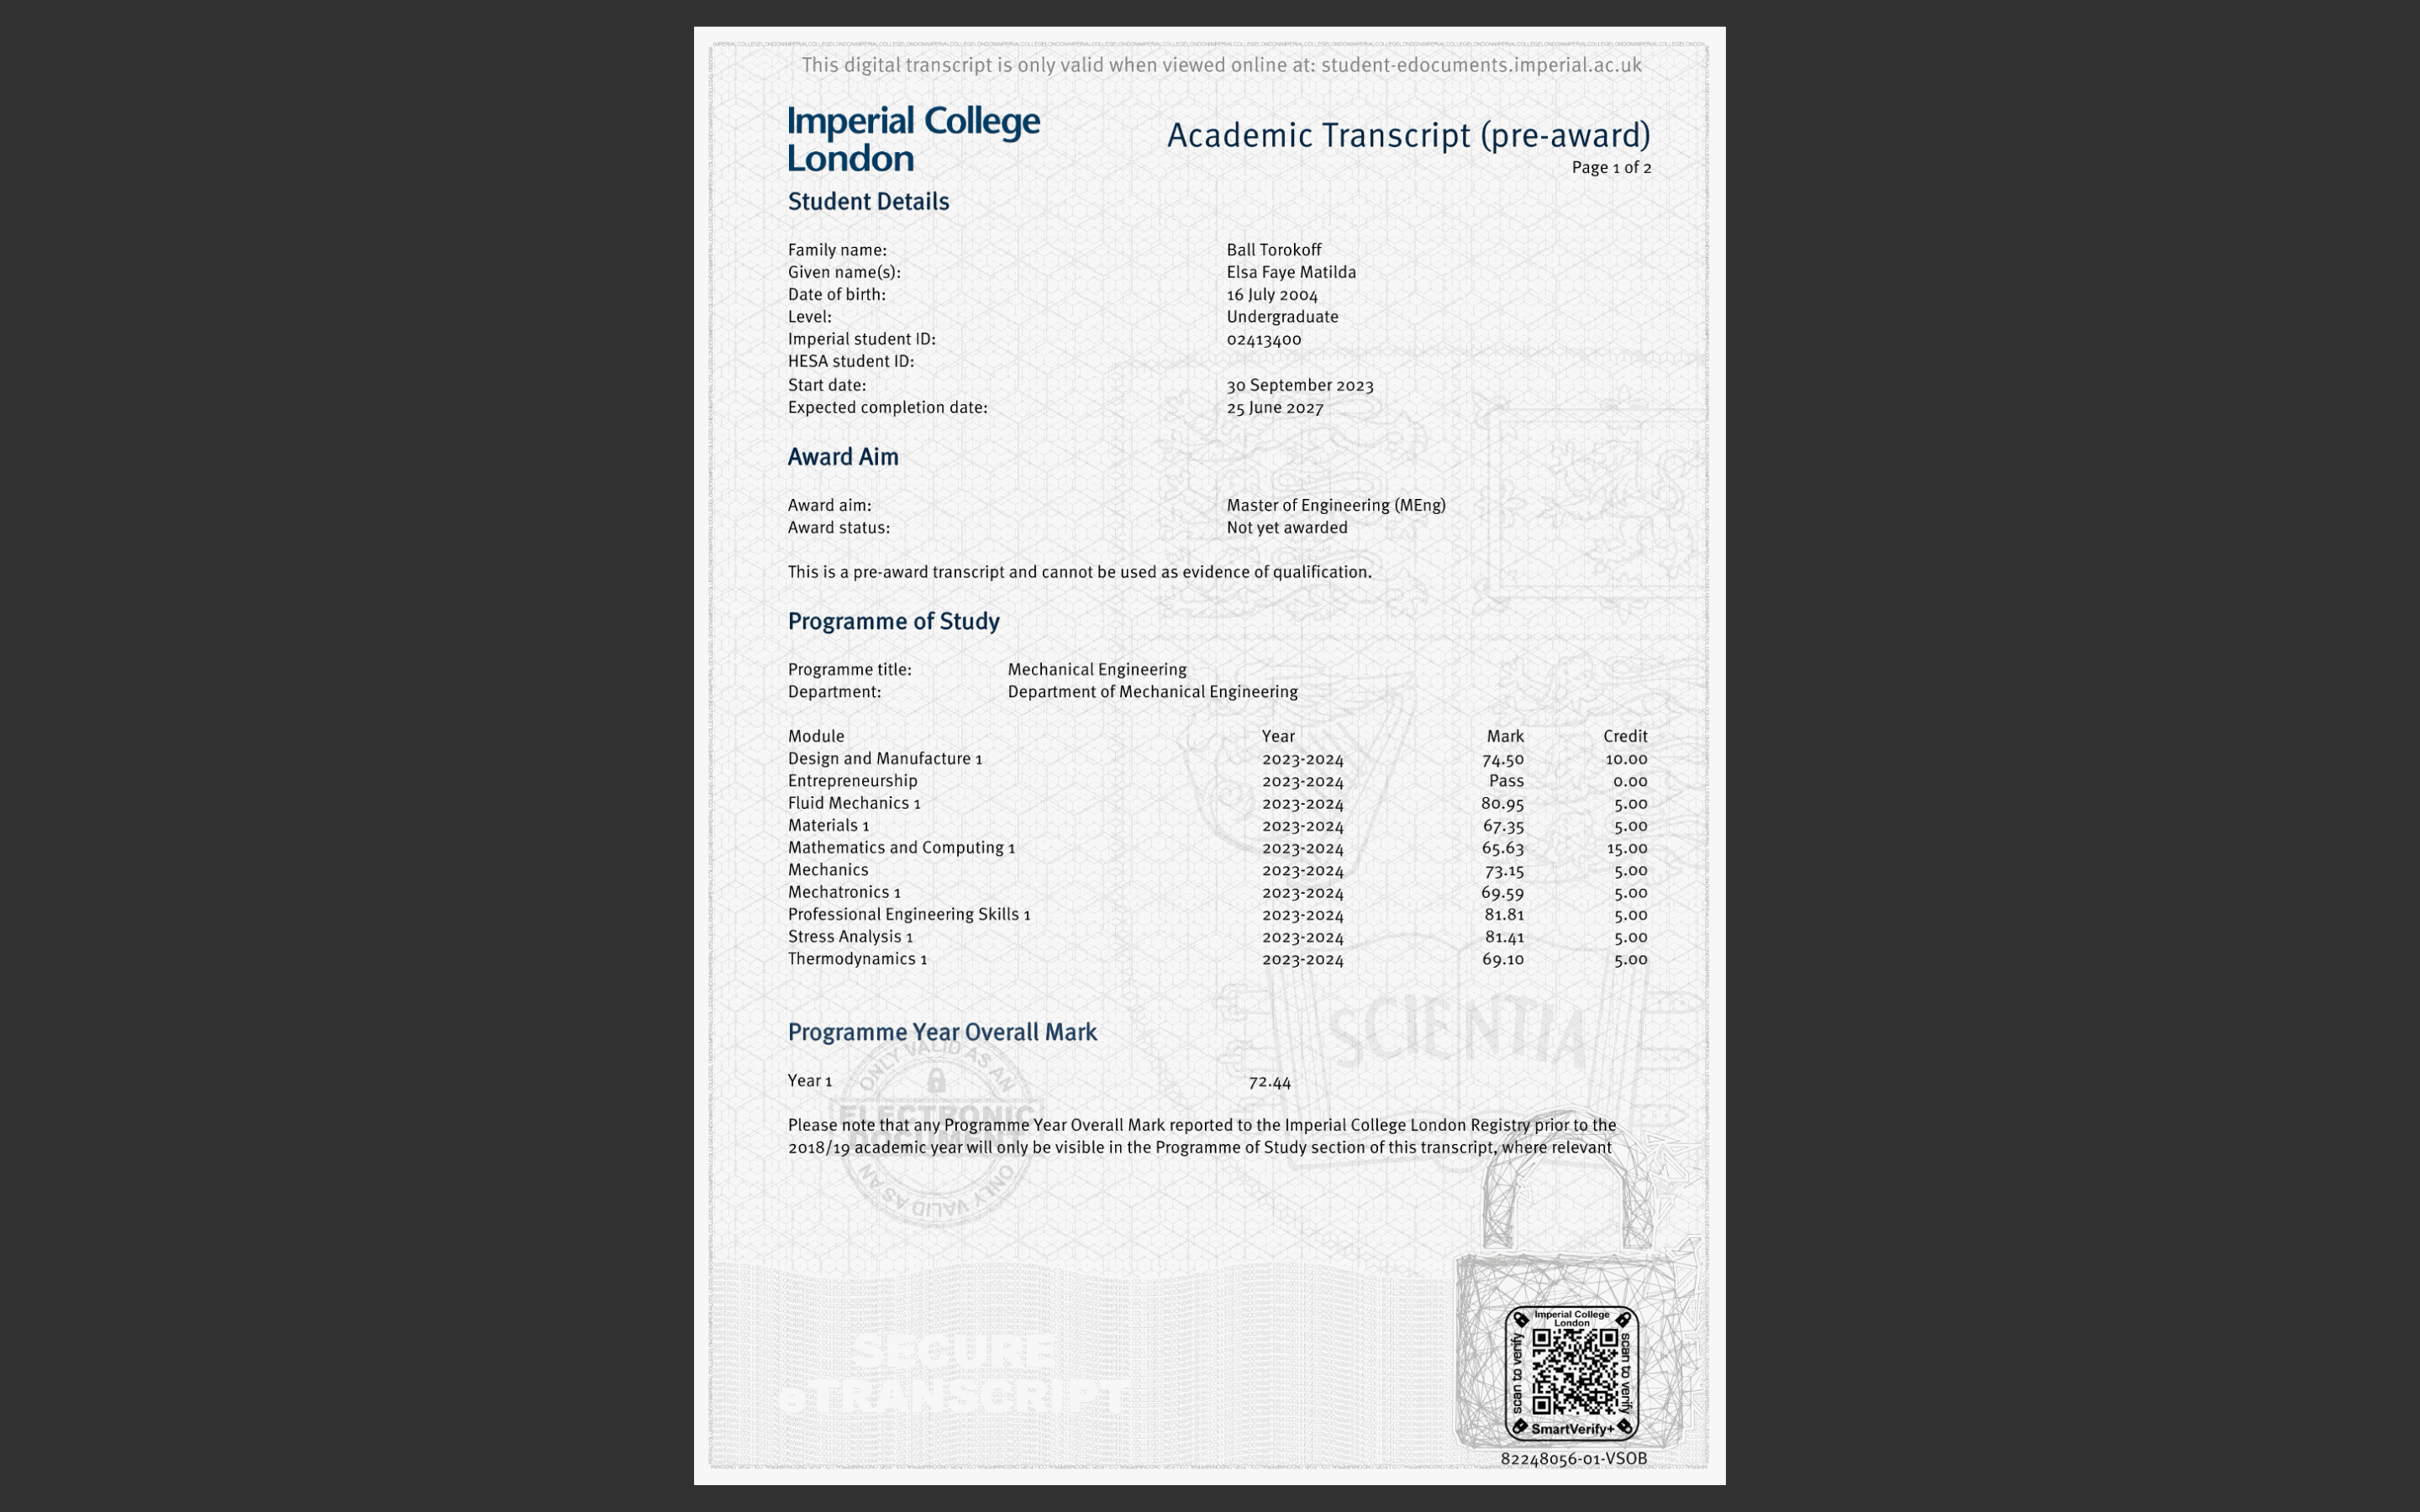 This digital transcript is only valid when viewed online at: student-edocuments.imperial.ac.uk
Imperial College
London
Academic Transcript (pre-award)
Page 1 of 2
Student Details
Family name: Ball Torokoff
Given name(s): Elsa Faye Matilda
Date of birth: 16 July 2004
Level: Undergraduate
Imperial student ID: 02413400
HESA student ID:
Start date: 30 September 2023
Expected completion date: 25 June 2027
Award Aim
Award aim: Master of Engineering (MEng)
Award status: Not yet awarded
This is a pre-award transcript and cannot be used as evidence of qualification.
Programme of Study
Programme title: Mechanical Engineering
Department: Department of Mechanical Engineering
Module Year Mark Credit
Design and Manufacture 1 2023-2024 74.50 10.00
Entrepreneurship 2023-2024 Pass 0.00
Fluid Mechanics 1 2023-2024 80.95 5.00
Materials 1 2023-2024 67.35 5.00
Mathematics and Computing 1 2023-2024 65.63 15.00
Mechanics 2023-2024 73.15 5.00
Mechatronics 1 2023-2024 69.59 5.00
Professional Engineering Skills 1 2023-2024 81.81 5.00
Stress Analysis 1 2023-2024 81.41 5.00
Thermodynamics 1 2023-2024 69.10 5.00
SCIENTIA
Programme Year Overall Mark
Year 1 72.44
ONLY VALID AS AN
ELECTRONIC
DOCUMENT
ONLY VALID AS AN
Please note that any Programme Year Overall Mark reported to the Imperial College London Registry prior to the
2018/19 academic year will only be visible in the Programme of Study section of this transcript, where relevant
SECURE
eTRANSCRIPT
Imperial College
London
scan to verify
scan to verify
SmartVerify+
82248056-01-VSOB